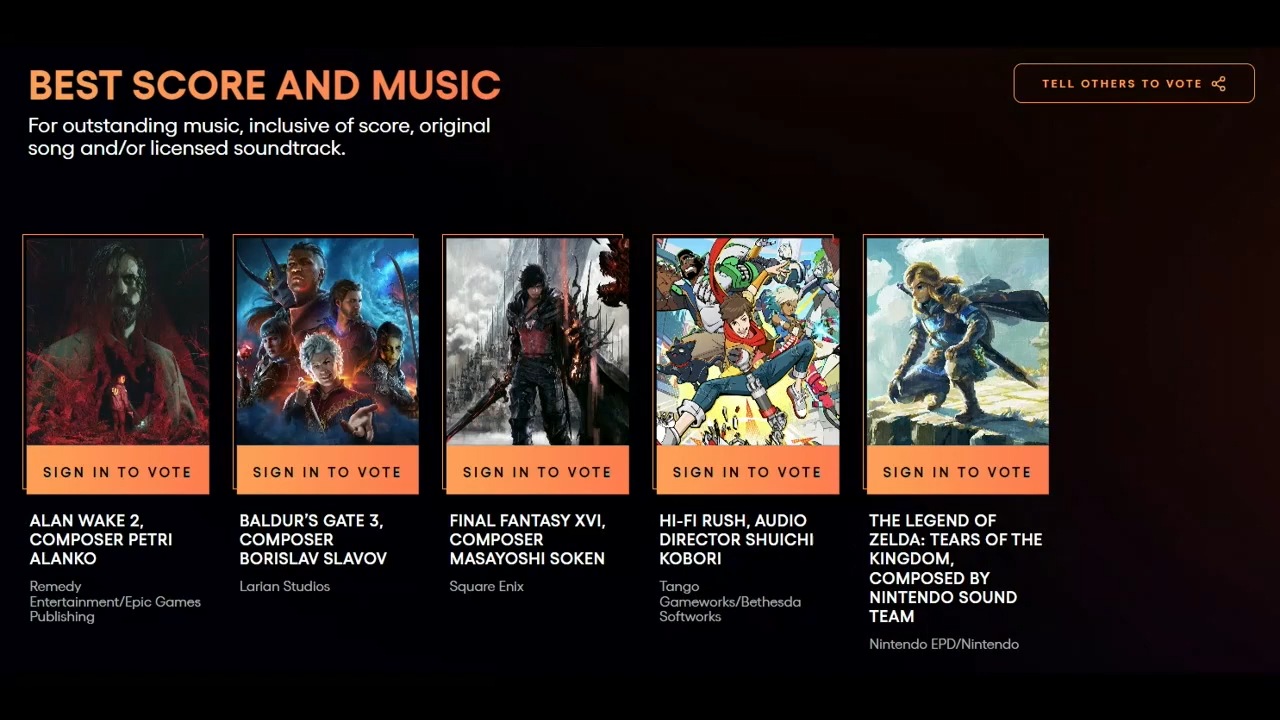 BEST SCORE AND MUSIC
TELL OTHERS TO VOTE
For outstanding music, inclusive of score, original
song and/or licensed soundtrack.
SIGN IN TO VOTE
SIGN IN TO VOTE
SIGN IN TO VOTE
SIGN IN TO VOTE
SIGN IN TO VOTE
ALAN WAKE 2,
COMPOSER PETRI
ALANKO
Remedy
Entertainment/Epic Games
Publishing
BALDUR'S GATE 3,
COMPOSER
BORISLAV SLAVOV
Larian Studios
FINAL FANTASY XVI,
COMPOSER
MASAYOSHI SOKEN
Square Enix
HI-FI RUSH, AUDIO
DIRECTOR SHUICHI
KOBORI
Tango
Gameworks/Bethesda
Softworks
THE LEGEND OF
ZELDA: TEARS OF THE
KINGDOM,
COMPOSED BY
NINTENDO SOUND
TEAM
Nintendo EPD/Nintendo